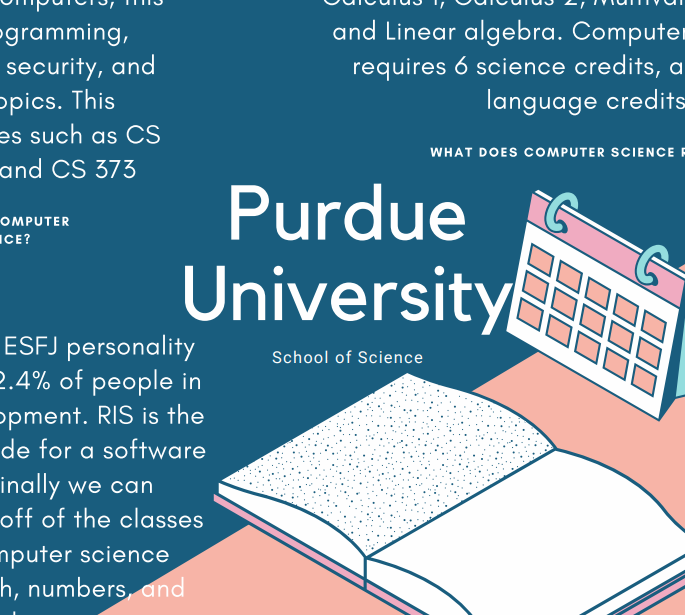 omputers, this
ogramming,
security, and
opics. This
es such as CS
and CS 373
OMPUTER
NCE?
ESFJ personality
2.4% of people in
opment. RIS is the
de for a software
inally we can
off of the classes
mputer science
h, numbers, and
Calculus 1, Calculus 2, Multivar
and Linear algebra. Computer
requires 6 science credits, a
language credits
WHAT DOES COMPUTER SCIENCE R
Purdue
University
School of Science